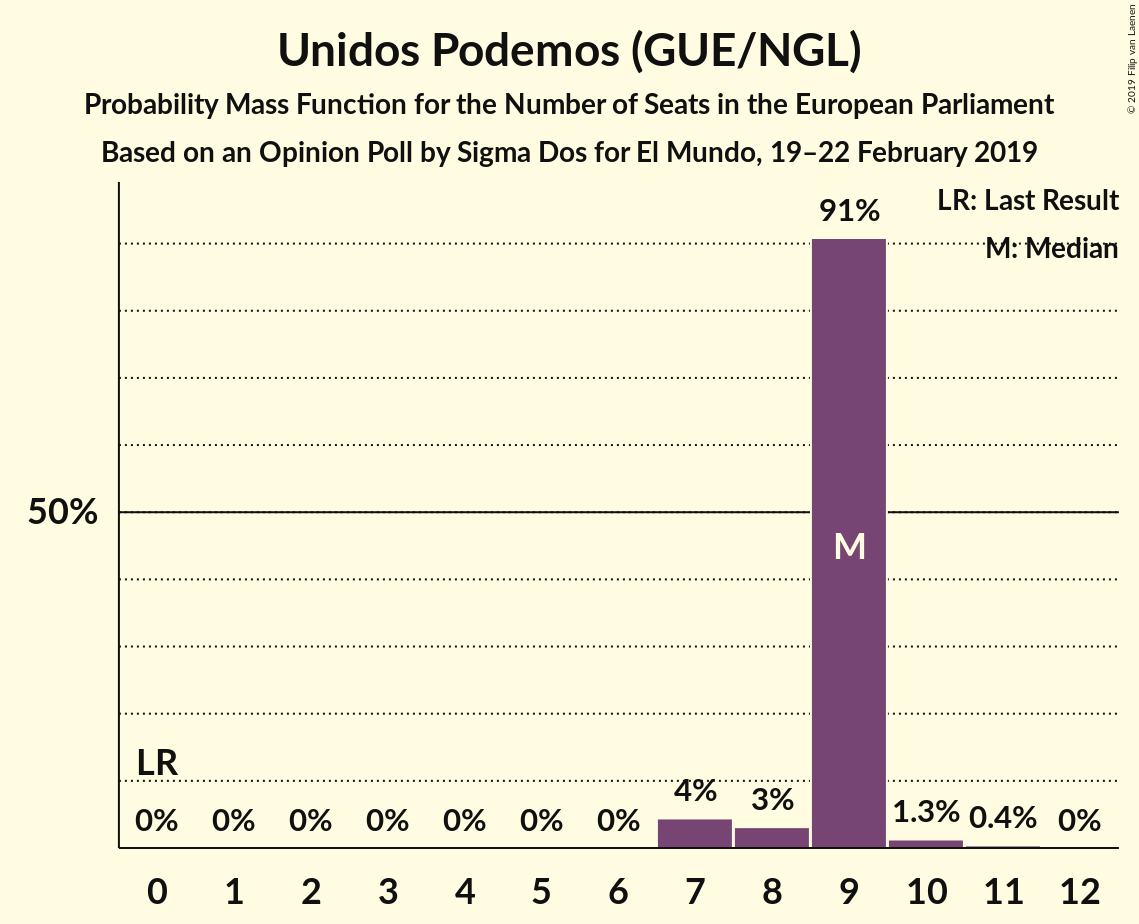 Unidos Podemos (GUE/NGL)
Probability Mass Function for the Number of Seats in the European Parliament
Based on an Opinion Poll by Sigma Dos for El Mundo, 19–22 February 2019
© 2019 Filip van Laenen
LR: Last Result
M: Median
91%
50%
M
LR
0% 0% 0% 0% 0% 0% 0% 4% 3% 1.3% 0.4% 0%
0 1 2 3 4 5 6 7 8 9 10 11 12